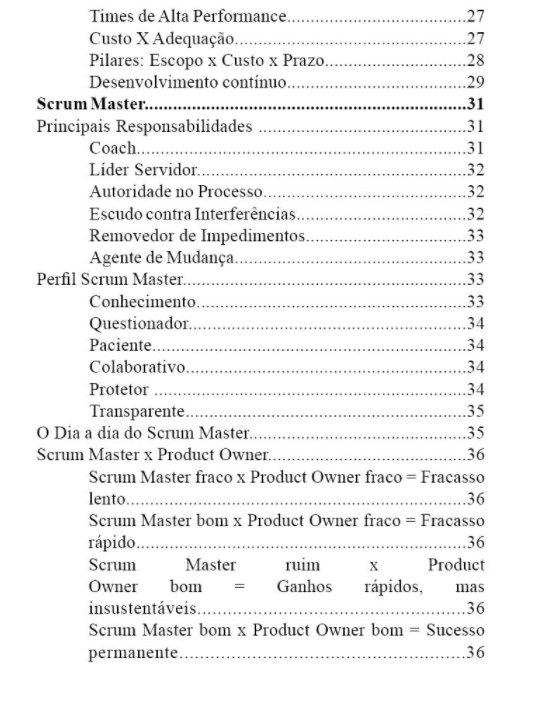 Times de Alta Performance..........................................27
Custo X Adequação....................................................27
Pilares: Escopo x Custo x Prazo.................................28
Desenvolvimento contínuo..........................................29
Scrum Master......................................................................31
Principais Responsabilidades .............................................31
Coach..........................................................................31
Líder Servidor.............................................................32
Autoridade no Processo..............................................32
Escudo contra Interferências.......................................32
Removedor de Impedimentos.....................................33
Agente de Mudança....................................................33
Perfil Scrum Master.............................................................33
Conhecimento.............................................................33
Questionador...............................................................34
Paciente.......................................................................34
Colaborativo................................................................34
Protetor .......................................................................34
Transparente................................................................35
O Dia a dia do Scrum Master...............................................35
Scrum Master x Product Owner...........................................36
Scrum Master fraco x Product Owner fraco = Fracasso
lento............................................................................36
Scrum Master bom x Product Owner fraco = Fracasso
rápido..........................................................................36
Scrum Master ruim x Product
Owner bom = Ganhos rápidos, mas
insustentáveis..............................................................36
Scrum Master bom x Product Owner bom = Sucesso
permanente..................................................................36